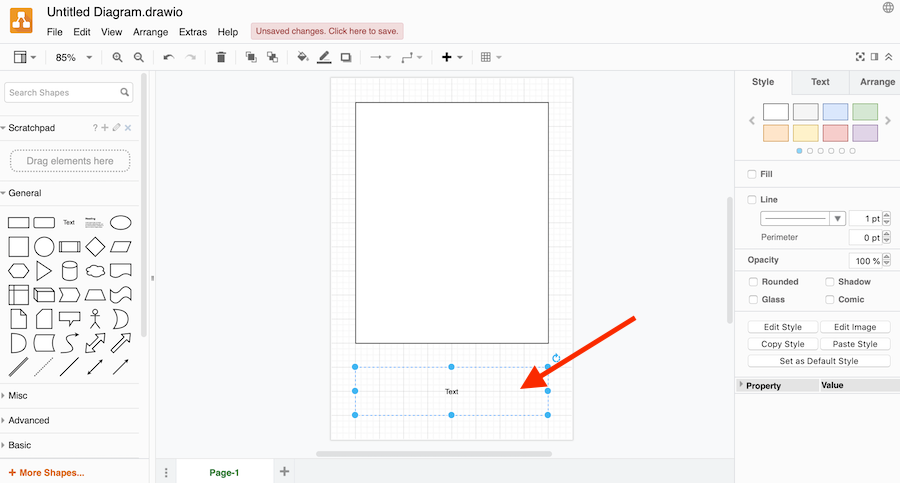 Untitled Diagram.drawio
File Edit View Arrange Extras Help
Unsaved changes. Click here to save.
85%
Search Shapes
Scratchpad
?
Drag elements here
General
Text
Heading
Misc
Advanced
Basic
+ More Shapes...
Text
Page-1
Style Text Arrange
Fill
Line
1 pt
Perimeter 0 pt
Opacity 100 %
Rounded Shadow
Glass Comic
Edit Style Edit Image
Copy Style Paste Style
Set as Default Style
Property Value